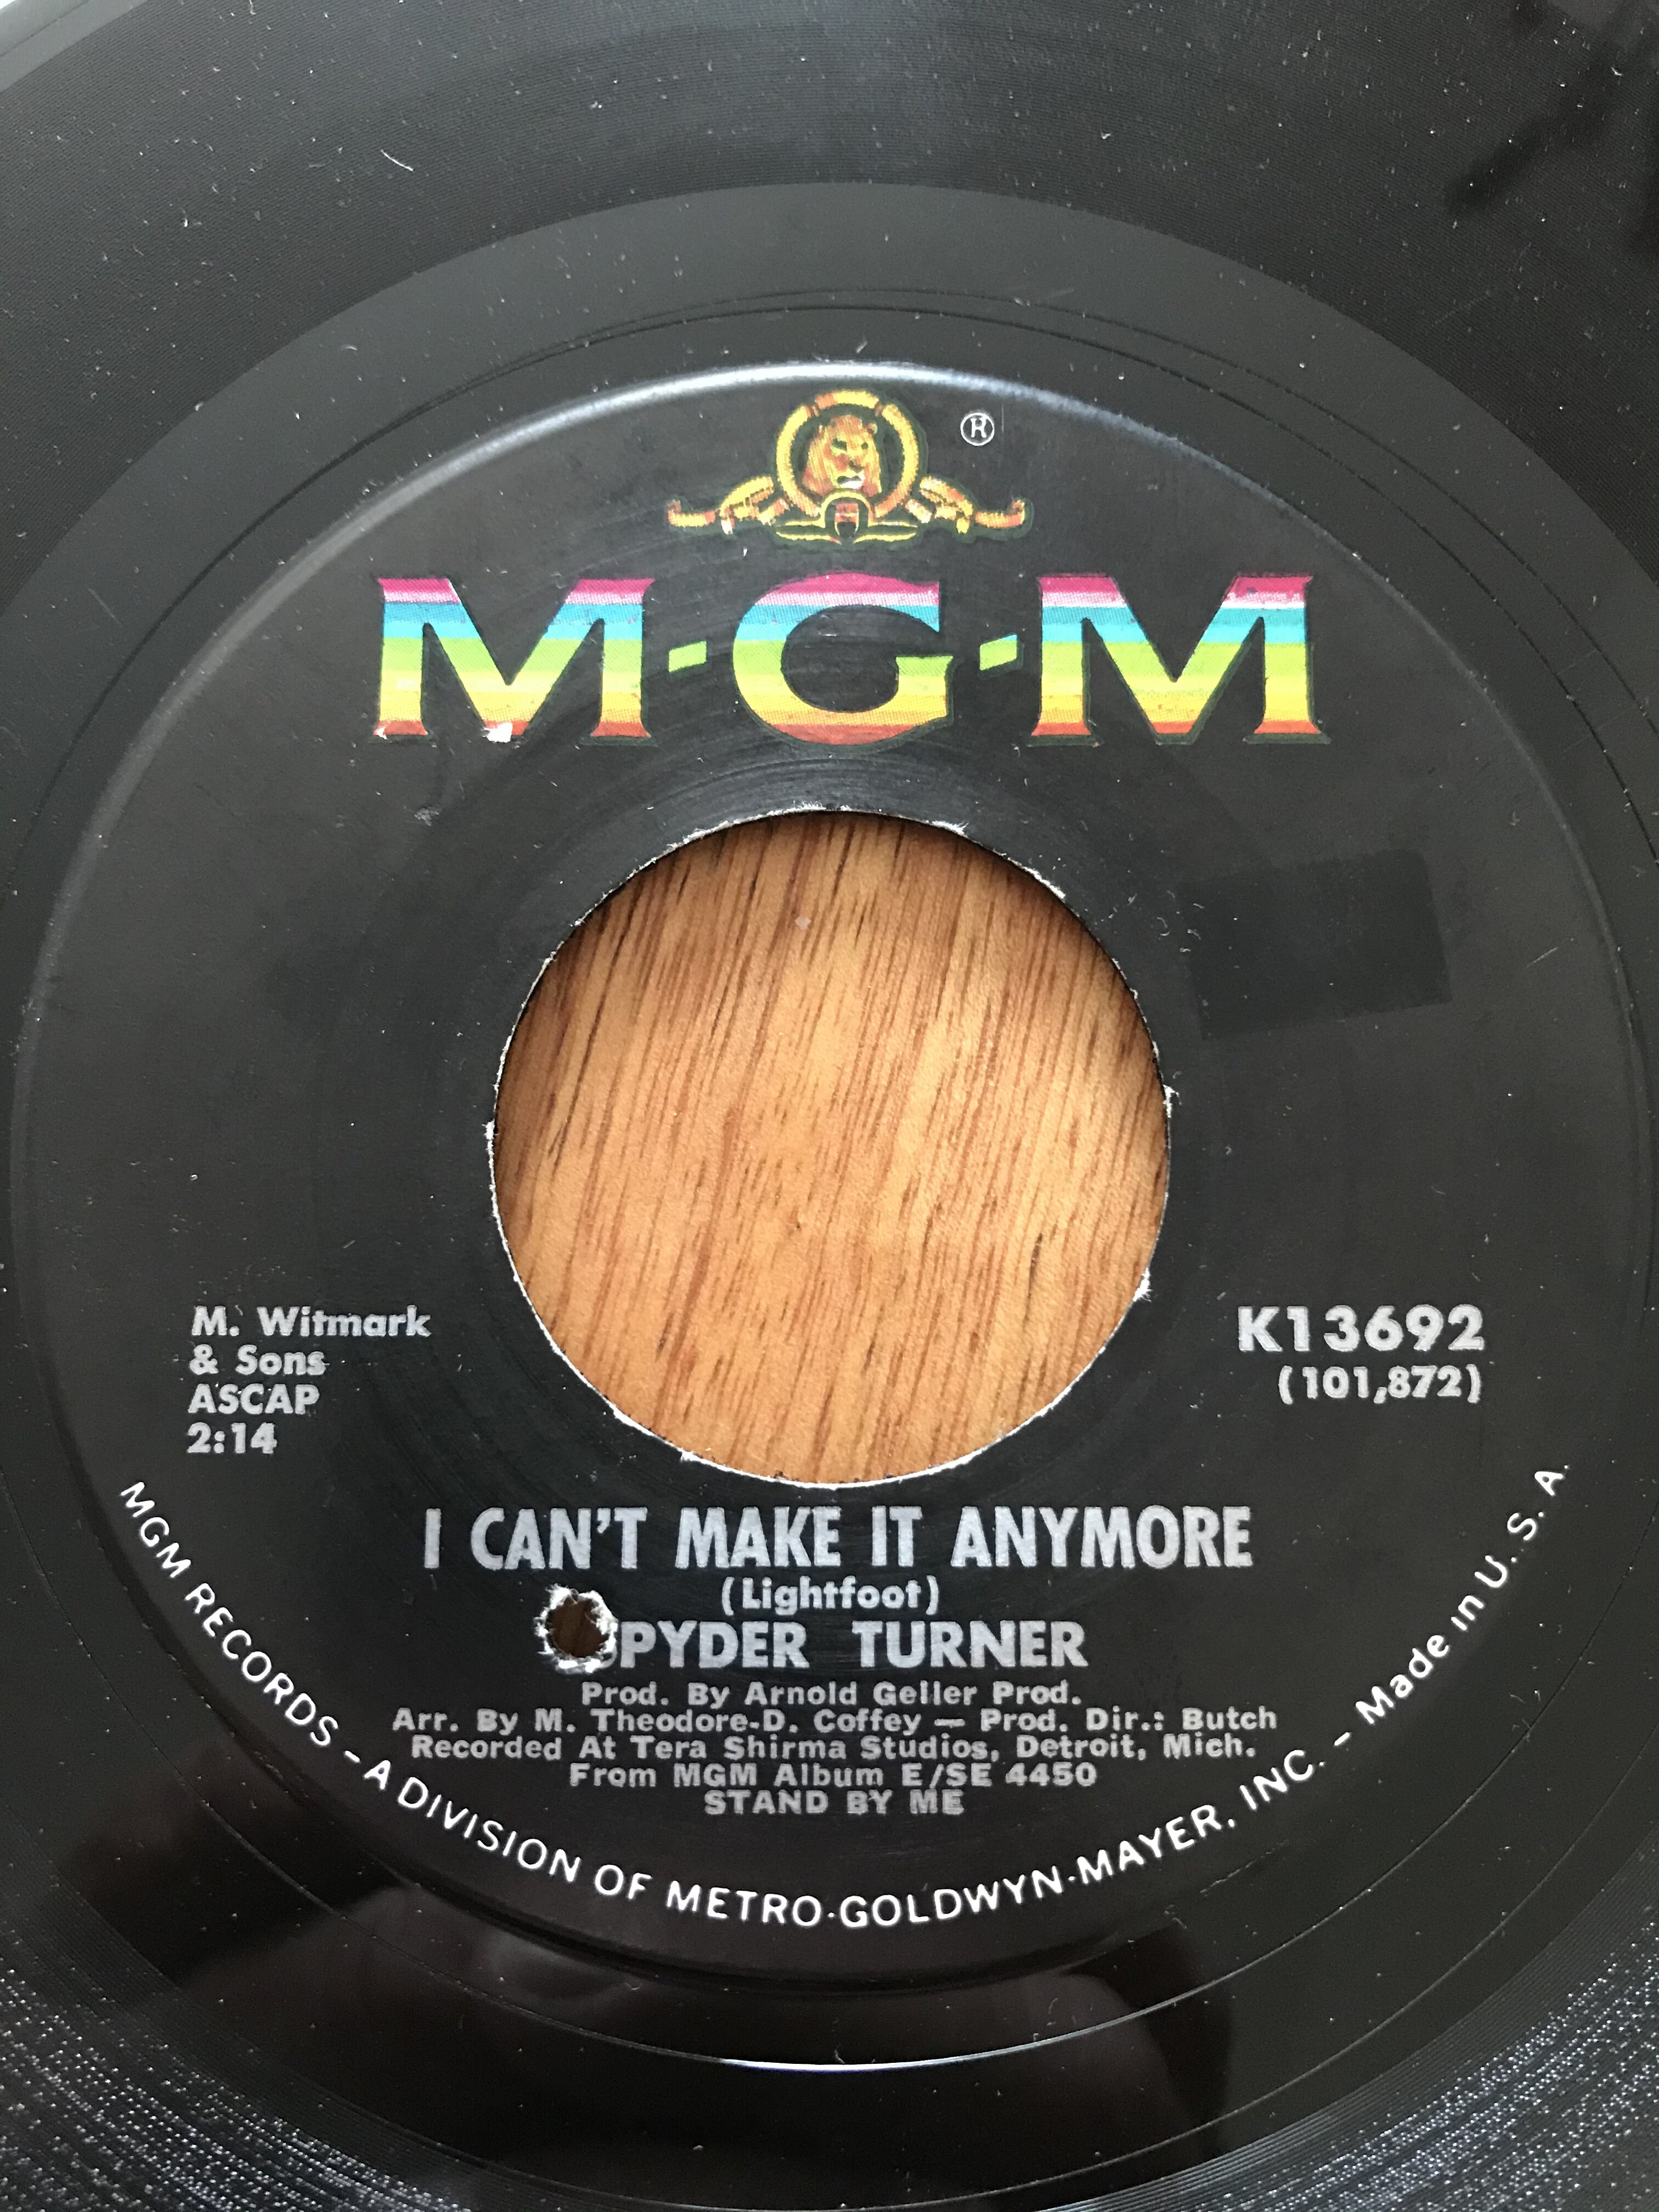 ®
M·G·M
M. Witmark
& Sons
ASCAP
2:14
K13692
(101,872)
I CAN'T MAKE IT ANYMORE
(Lightfoot)
SPYDER TURNER
Prod. By Arnold Geller Prod.
Arr. By M. Theodore-D. Coffey — Prod. Dir.: Butch
Recorded At Tera Shirma Studios, Detroit, Mich.
From MGM Album E/SE 4450
STAND BY ME
MGM RECORDS – A DIVISION OF METRO-GOLDWYN-MAYER, INC. – Made in U. S. A.